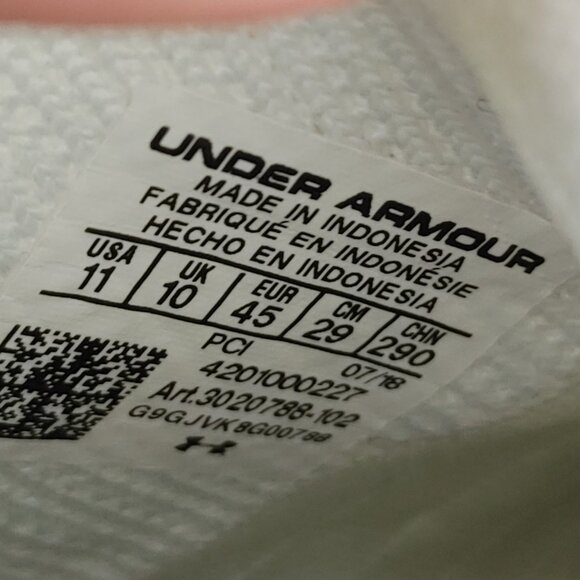 UNDER ARMOUR
MADE IN INDONESIA
FABRIQUÉ EN INDONÉSIE
HECHO EN INDONESIA
USA UK EUR CM CHN
11 10 45 29 290
PCI 07/18
4201000227
Art.3020788-102
G9GJVK8G00788